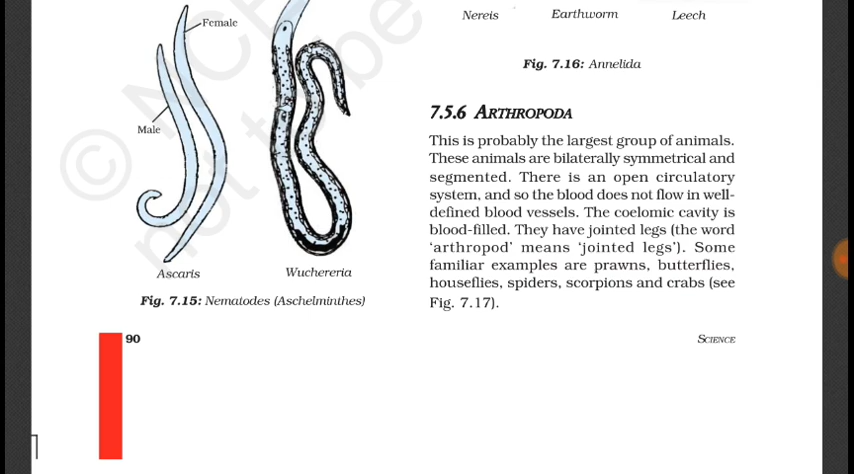 Female
Male
Ascaris
Wuchereria
Fig. 7.15: Nematodes (Aschelminthes)
Nereis
Earthworm
Leech
Fig. 7.16: Annelida
7.5.6 ARTHROPODA
This is probably the largest group of animals.
These animals are bilaterally symmetrical and
segmented. There is an open circulatory
system, and so the blood does not flow in well-
defined blood vessels. The coelomic cavity is
blood-filled. They have jointed legs (the word
‘arthropod’ means ‘jointed legs’). Some
familiar examples are prawns, butterflies,
houseflies, spiders, scorpions and crabs (see
Fig. 7.17).
90
SCIENCE